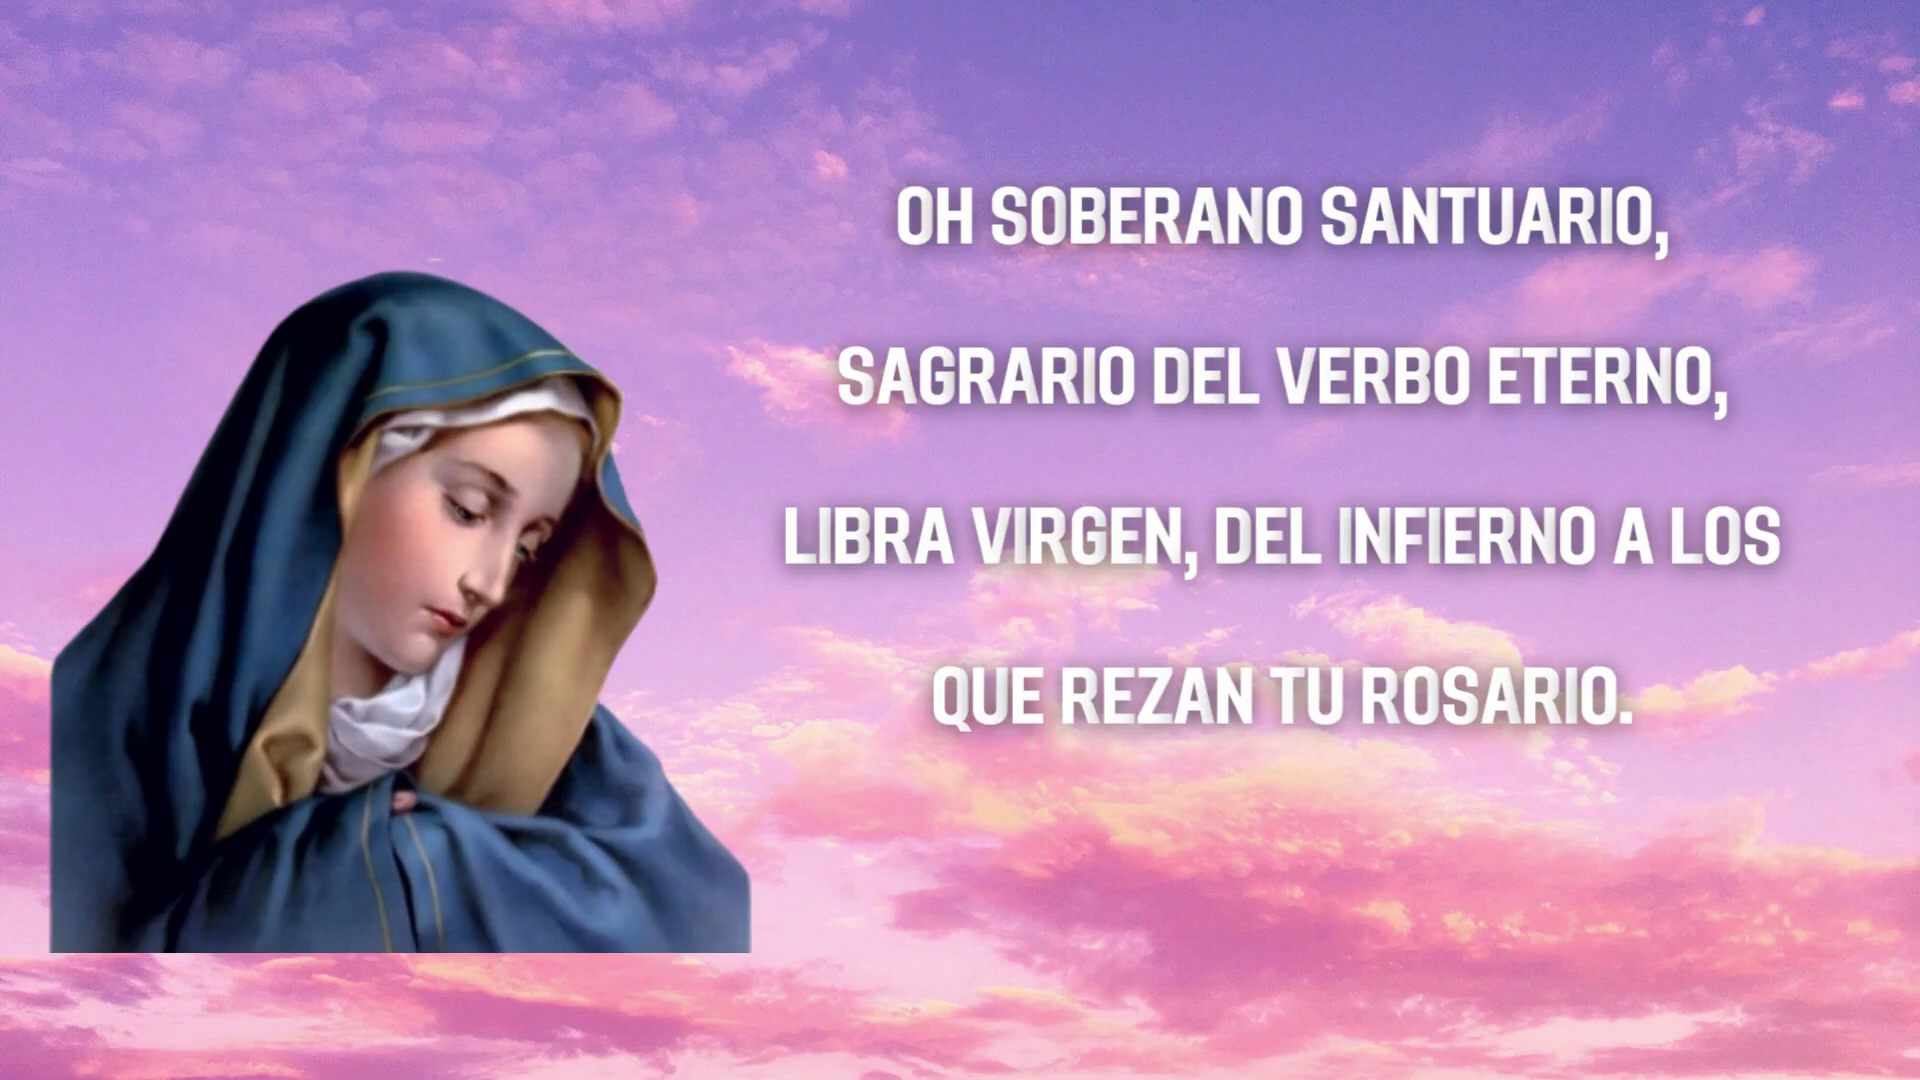 OH SOBERANO SANTUARIO,
SAGRARIO DEL VERBO ETERNO,
LIBRA VIRGEN, DEL INFIERNO A LOS
QUE REZAN TU ROSARIO.